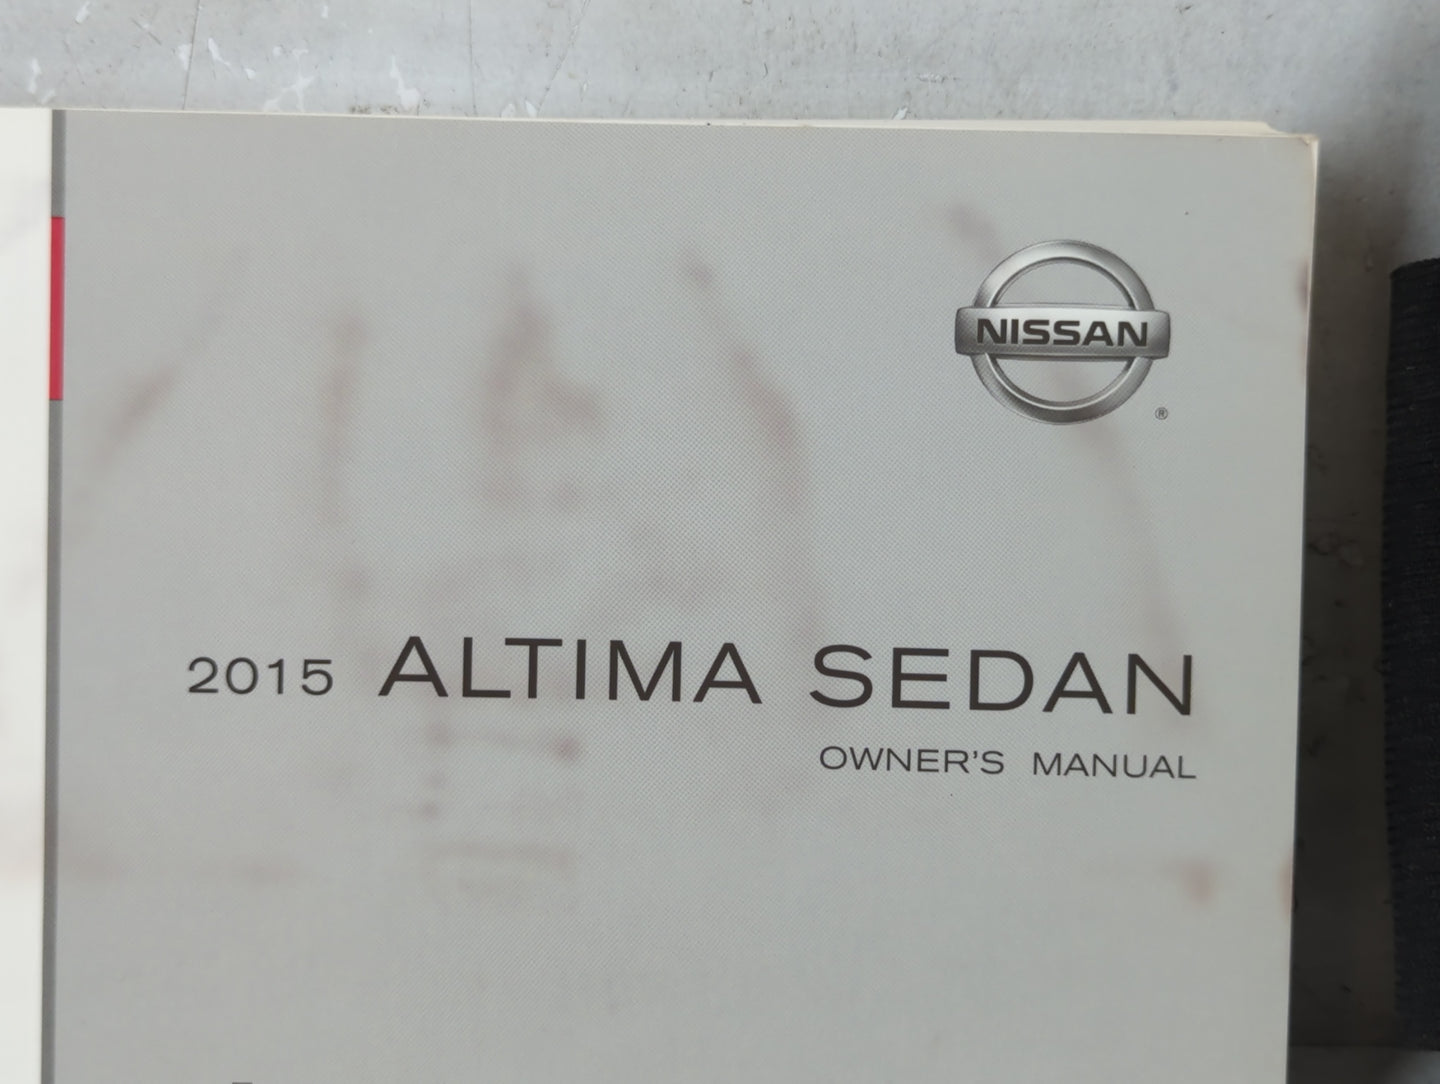 NISSAN
®
2015 ALTIMA SEDAN
OWNER'S MANUAL